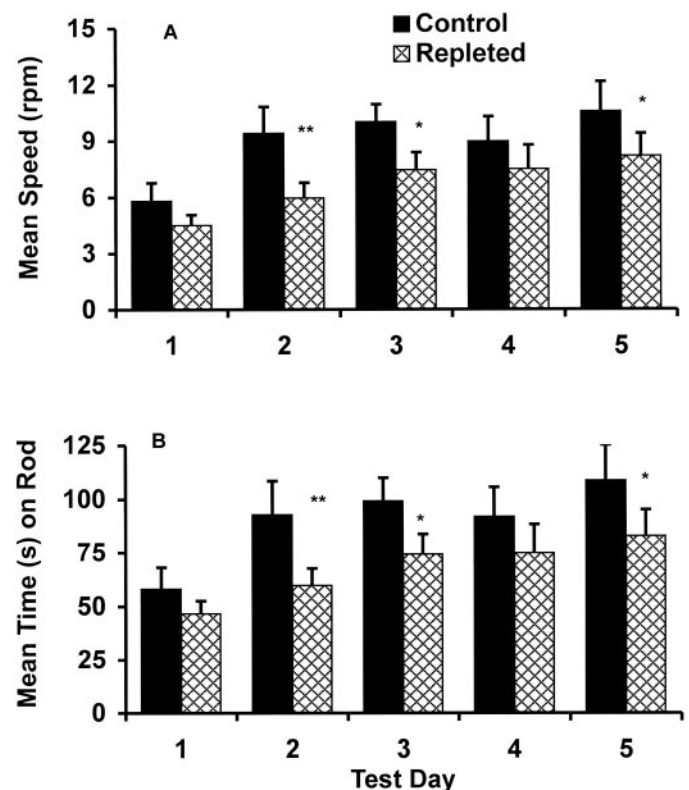 A
Control
Repleted
Mean Speed (rpm)
15
12
9
6
3
0
**
*
*
1 2 3 4 5
B
Mean Time (s) on Rod
125
100
75
50
25
0
**
*
*
1 2 3 4 5
Test Day